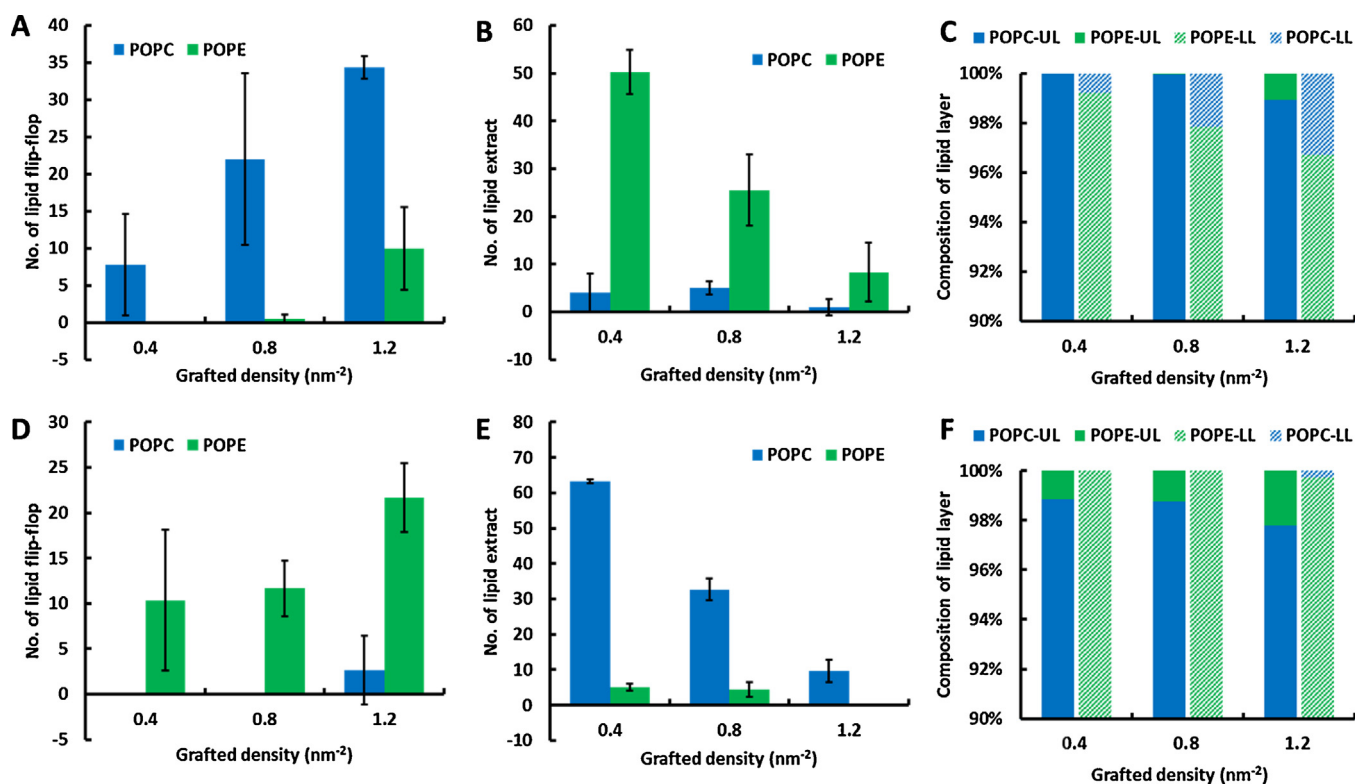 A
POPC POPE
No. of lipid flip-flop
40
35
30
25
20
15
10
5
0
-5
0.4 0.8 1.2
Grafted density (nm-2)
B
POPC POPE
No. of lipid extract
60
50
40
30
20
10
0
-10
0.4 0.8 1.2
Grafted density (nm-2)
C
POPC-UL POPE-UL POPE-LL POPC-LL
Composition of lipid layer
100%
98%
96%
94%
92%
90%
0.4 0.8 1.2
Grafted density (nm-2)
D
POPC POPE
No. of lipid flip-flop
30
25
20
15
10
5
0
-5
0.4 0.8 1.2
Grafted density (nm-2)
E
POPC POPE
No. of lipid extract
80
70
60
50
40
30
20
10
0
-10
0.4 0.8 1.2
Grafted density (nm-2)
F
POPC-UL POPE-UL POPE-LL POPC-LL
Composition of lipid layer
100%
98%
96%
94%
92%
90%
0.4 0.8 1.2
Grafted density (nm-2)